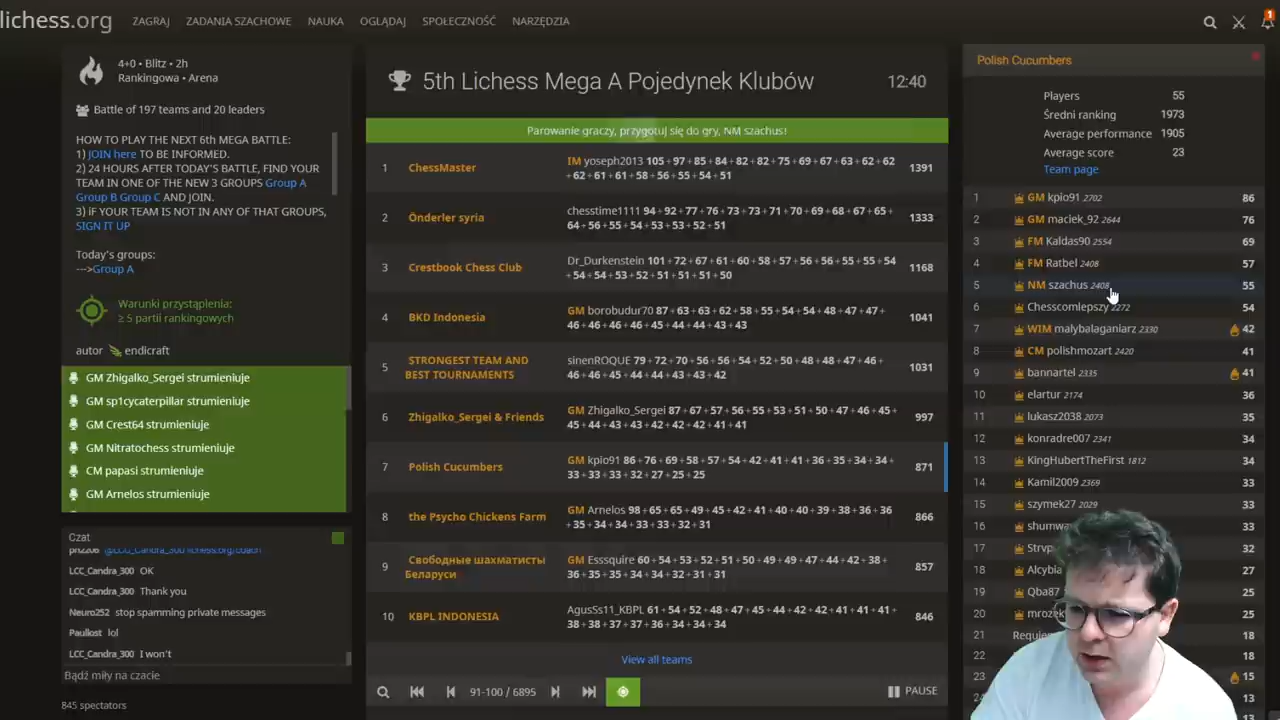 lichess.org
ZAGRAJ ZADANIA SZACHOWE NAUKA OGLĄDAJ SPOŁECZNOŚĆ NARZĘDZIA
1
4+0 • Blitz • 2h
Rankingowa • Arena
Battle of 197 teams and 20 leaders
HOW TO PLAY THE NEXT 6th MEGA BATTLE:
1) JOIN here TO BE INFORMED.
2) 24 HOURS AFTER TODAY'S BATTLE, FIND YOUR
TEAM IN ONE OF THE NEW 3 GROUPS Group A
Group B Group C AND JOIN.
3) iF YOUR TEAM IS NOT IN ANY OF THAT GROUPS,
SIGN IT UP
Today's groups:
--->Group A
Warunki przystąpienia:
≥ 5 partii rankingowych
autor endicraft
GM Zhigalko_Sergei strumieniuje
GM sp1cycaterpillar strumieniuje
GM Crest64 strumieniuje
GM Nitratochess strumieniuje
CM papasi strumieniuje
GM Arnelos strumieniuje
Czat
@LCC_Candra_300 lichess.org/coach
LCC_Candra_300 OK
LCC_Candra_300 Thank you
Neuro252 stop spamming private messages
Paullost lol
LCC_Candra_300 I won't
Bądź miły na czacie
845 spectators
5th Lichess Mega A Pojedynek Klubów 12:40
Parowanie graczy, przygotuj się do gry, NM szachus!
1 ChessMaster IM yoseph2013 105+97+85+84+82+82+75+69+67+63+62+62
+62+61+61+58+56+55+54+51 1391
2 Önderler syria chesstime1111 94+92+77+76+73+73+71+70+69+68+67+65+
64+56+55+54+53+53+52+51 1333
3 Crestbook Chess Club Dr_Durkenstein 101+72+67+61+60+58+57+56+56+55+54
+54+54+53+52+51+51+51+50 1168
4 BKD Indonesia GM borobudur70 87+63+63+62+58+55+54+54+48+47+47
+46+46+46+46+45+44+43+43 1041
5 STRONGEST TEAM AND
BEST TOURNAMENTS sinenROQUE 79+72+70+56+56+54+52+50+48+48+47+46+
46+46+45+44+44+43+43+42 1031
6 Zhigalko_Sergei & Friends GM Zhigalko_Sergei 87+67+57+56+55+53+51+50+47+46+45
+45+44+43+43+42+42+42+41+41 997
7 Polish Cucumbers GM kpio91 86+76+69+58+57+54+42+41+41+36+35+34+34+
33+33+33+32+27+25+25 871
8 the Psycho Chickens Farm GM Arnelos 98+65+65+49+45+42+41+40+40+39+38+36+36
+35+34+34+33+33+32+31 866
9 Свободные шахматисты
Беларуси GM Esssquire 60+54+53+52+51+50+49+49+47+44+42+38+
36+35+35+34+34+32+31+31 857
10 KBPL INDONESIA AgusSs11_KBPL 61+54+52+48+47+45+44+42+42+41+41+41+
38+38+37+37+36+34+34+34 846
View all teams
91-100 / 6895 PAUSE
Polish Cucumbers
Players 55
Średni ranking 1973
Average performance 1905
Average score 23
Team page
1 GM kpio91 2702 86
2 GM maciek_92 2644 76
3 FM Kaldas90 2554 69
4 FM Ratbel 2408 57
5 NM szachus 2408 55
6 Chesscomlepszy 2272 54
7 WIM malybalaganiarz 2330 42
8 CM polishmozart 2420 41
9 bannartel 2335 41
10 elartur 2174 36
11 lukasz2038 2073 35
12 konradre007 2341 34
13 KingHubertTheFirst 1812 34
14 Kamil2009 2369 33
15 szymek27 2029 33
16 shumw 33
17 Stryp 32
18 Alcybia 27
19 Qba87 25
20 mrozek 25
21 Requie 18
22 18
23 15
13